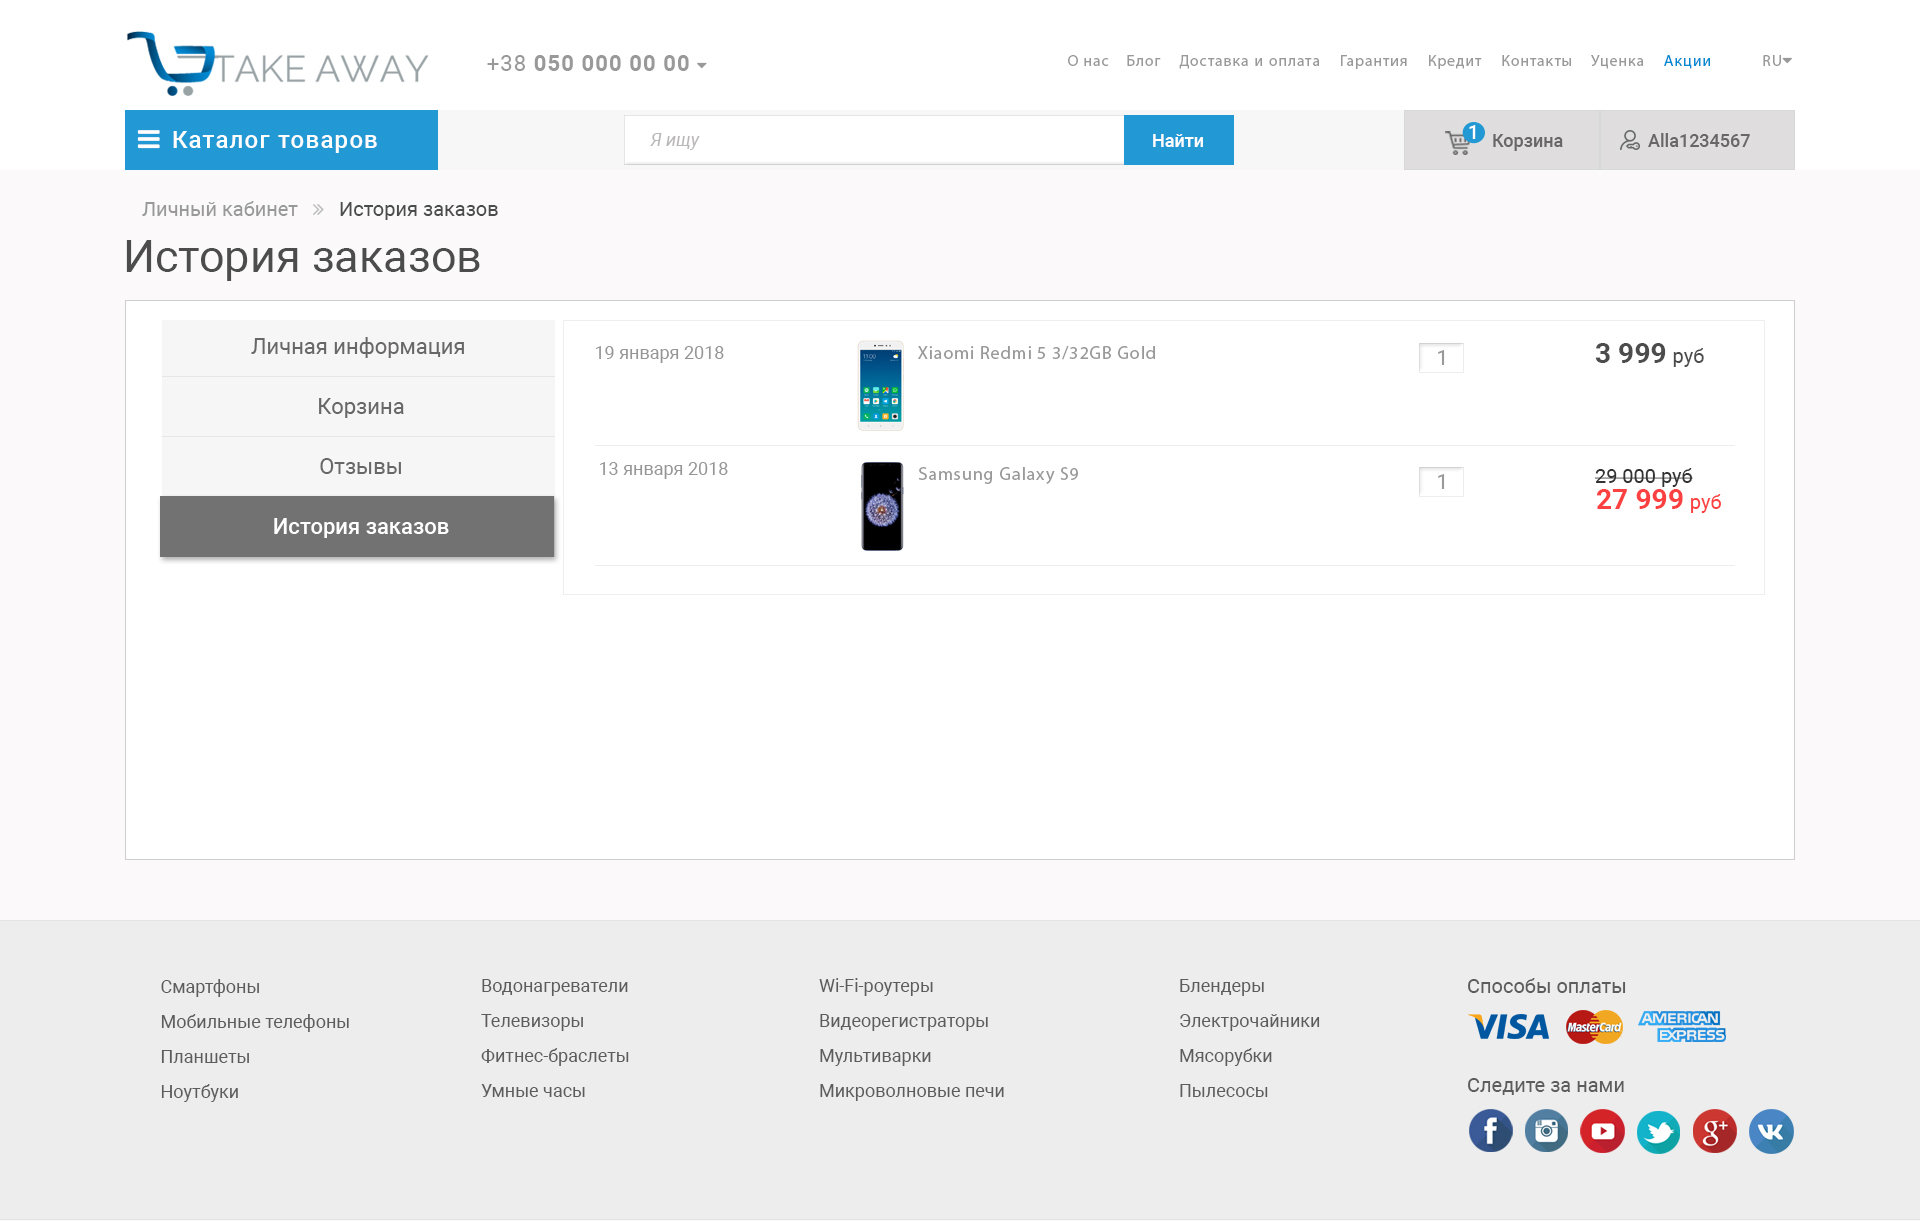 TAKE AWAY
+38 050 000 00 00
О нас Блог Доставка и оплата Гарантия Кредит Контакты Уценка Акции RU
Каталог товаров
Я ищу
Найти
1
Корзина
Alla1234567
Личный кабинет » История заказов
История заказов
Личная информация
Корзина
Отзывы
История заказов
19 января 2018
Xiaomi Redmi 5 3/32GB Gold
1
3 999 руб
13 января 2018
Samsung Galaxy S9
1
29 000 руб
27 999 руб
Смартфоны
Мобильные телефоны
Планшеты
Ноутбуки
Водонагреватели
Телевизоры
Фитнес-браслеты
Умные часы
Wi-Fi-роутеры
Видеорегистраторы
Мультиварки
Микроволновые печи
Блендеры
Электрочайники
Мясорубки
Пылесосы
Способы оплаты
VISA
MasterCard
AMERICAN
EXPRESS
Следите за нами